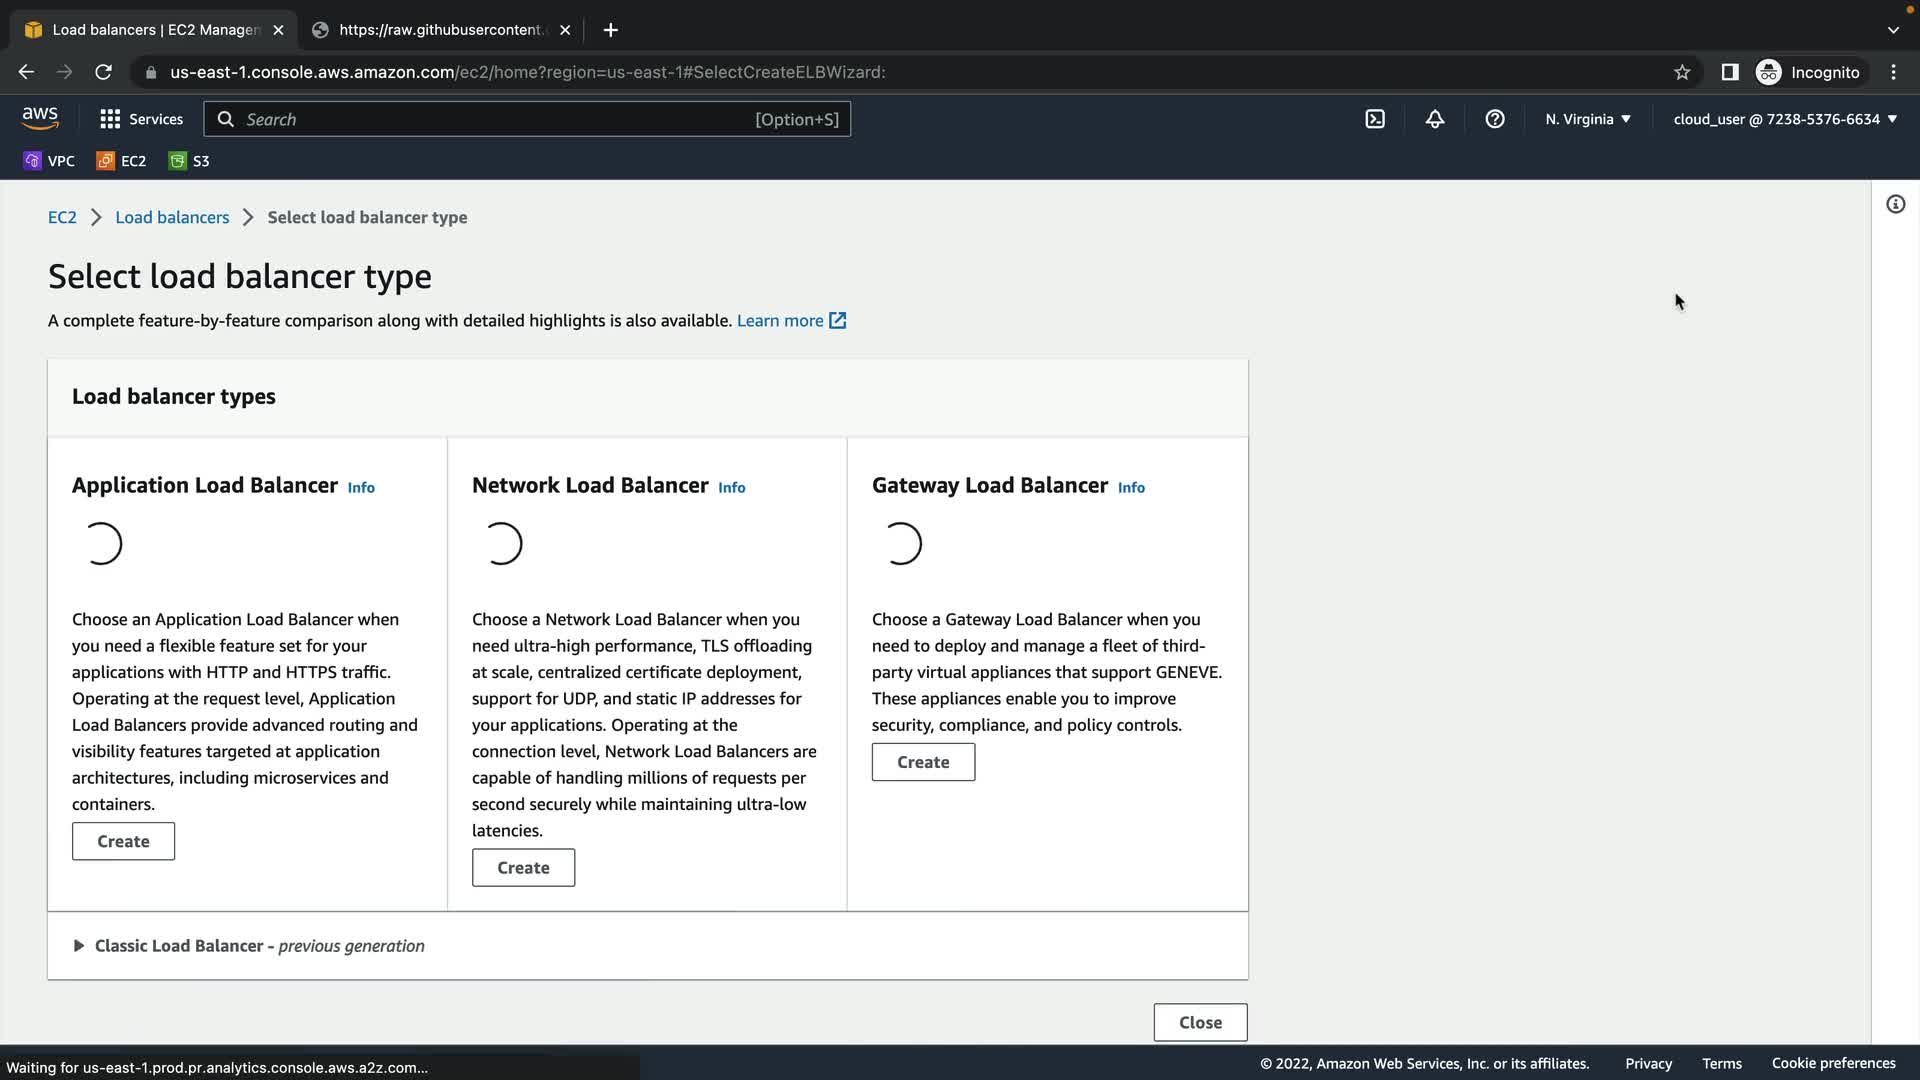 Load balancers | EC2 Manager
https://raw.githubusercontent.c
us-east-1.console.aws.amazon.com/ec2/home?region=us-east-1#SelectCreateELBWizard:
Incognito
aws
Services
Search
[Option+S]
N. Virginia
cloud_user @ 7238-5376-6634
VPC
EC2
S3
EC2
Load balancers
Select load balancer type
Select load balancer type
A complete feature-by-feature comparison along with detailed highlights is also available. Learn more
Load balancer types
Application Load Balancer Info
Choose an Application Load Balancer when
you need a flexible feature set for your
applications with HTTP and HTTPS traffic.
Operating at the request level, Application
Load Balancers provide advanced routing and
visibility features targeted at application
architectures, including microservices and
containers.
Create
Network Load Balancer Info
Choose a Network Load Balancer when you
need ultra-high performance, TLS offloading
at scale, centralized certificate deployment,
support for UDP, and static IP addresses for
your applications. Operating at the
connection level, Network Load Balancers are
capable of handling millions of requests per
second securely while maintaining ultra-low
latencies.
Create
Gateway Load Balancer Info
Choose a Gateway Load Balancer when you
need to deploy and manage a fleet of third-
party virtual appliances that support GENEVE.
These appliances enable you to improve
security, compliance, and policy controls.
Create
Classic Load Balancer - previous generation
Close
Waiting for us-east-1.prod.pr.analytics.console.aws.a2z.com...
© 2022, Amazon Web Services, Inc. or its affiliates.
Privacy
Terms
Cookie preferences